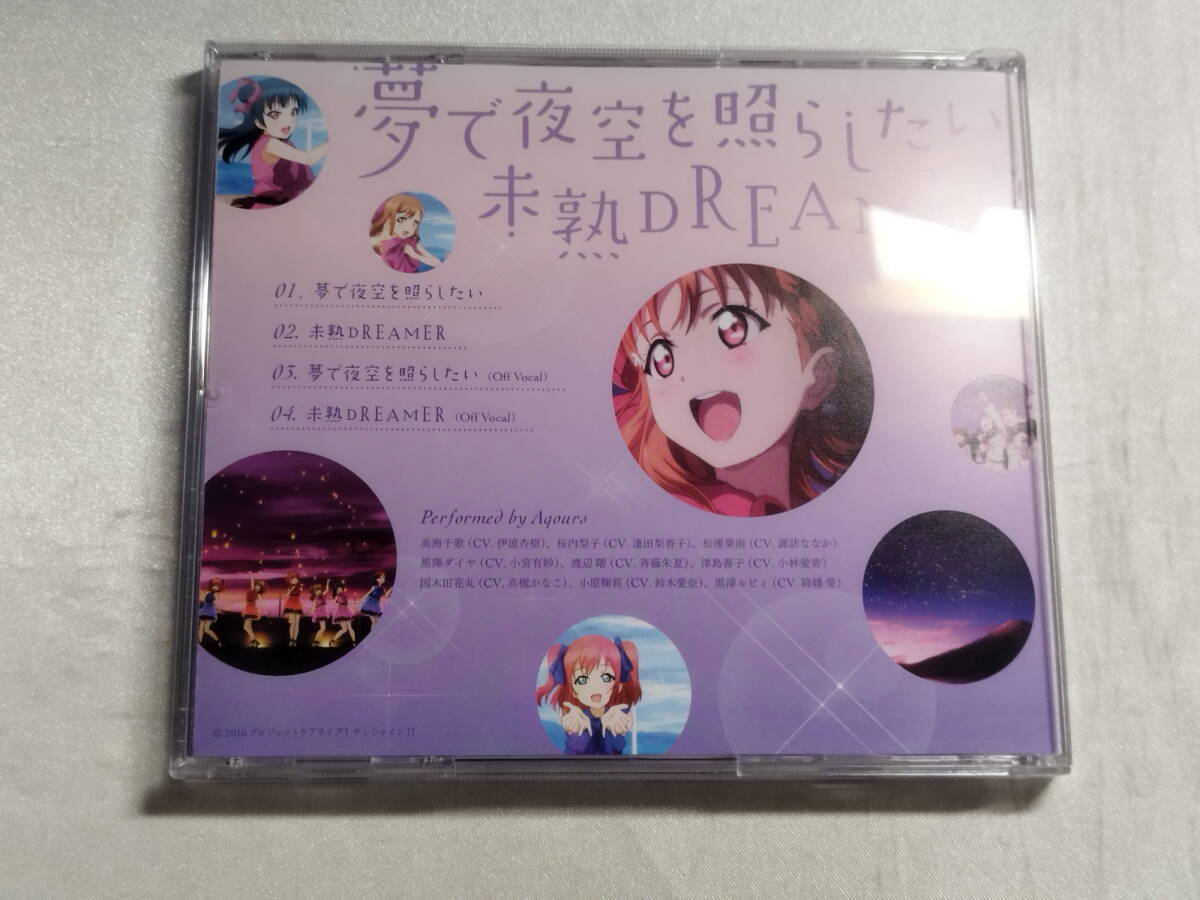 夢で夜空を照らしたい
未熟DREAM
01. 夢で夜空を照らしたい
02. 未熟DREAMER
03. 夢で夜空を照らしたい (Off Vocal)
04. 未熟DREAMER (Off Vocal)
Performed by Aqours
高海千歌 (CV. 伊波杏樹)、桜内梨子 (CV. 逢田梨香子)、松浦果南 (CV. 諏訪ななか)
黒澤ダイヤ (CV. 小宮有紗)、渡辺 曜 (CV. 斉藤朱夏)、津島善子 (CV. 小林愛香)
国木田花丸 (CV. 高槻かなこ)、小原鞠莉 (CV. 鈴木愛奈)、黒澤ルビィ (CV. 降幡 愛)
© 2016 プロジェクトラブライブ！サンシャイン!!